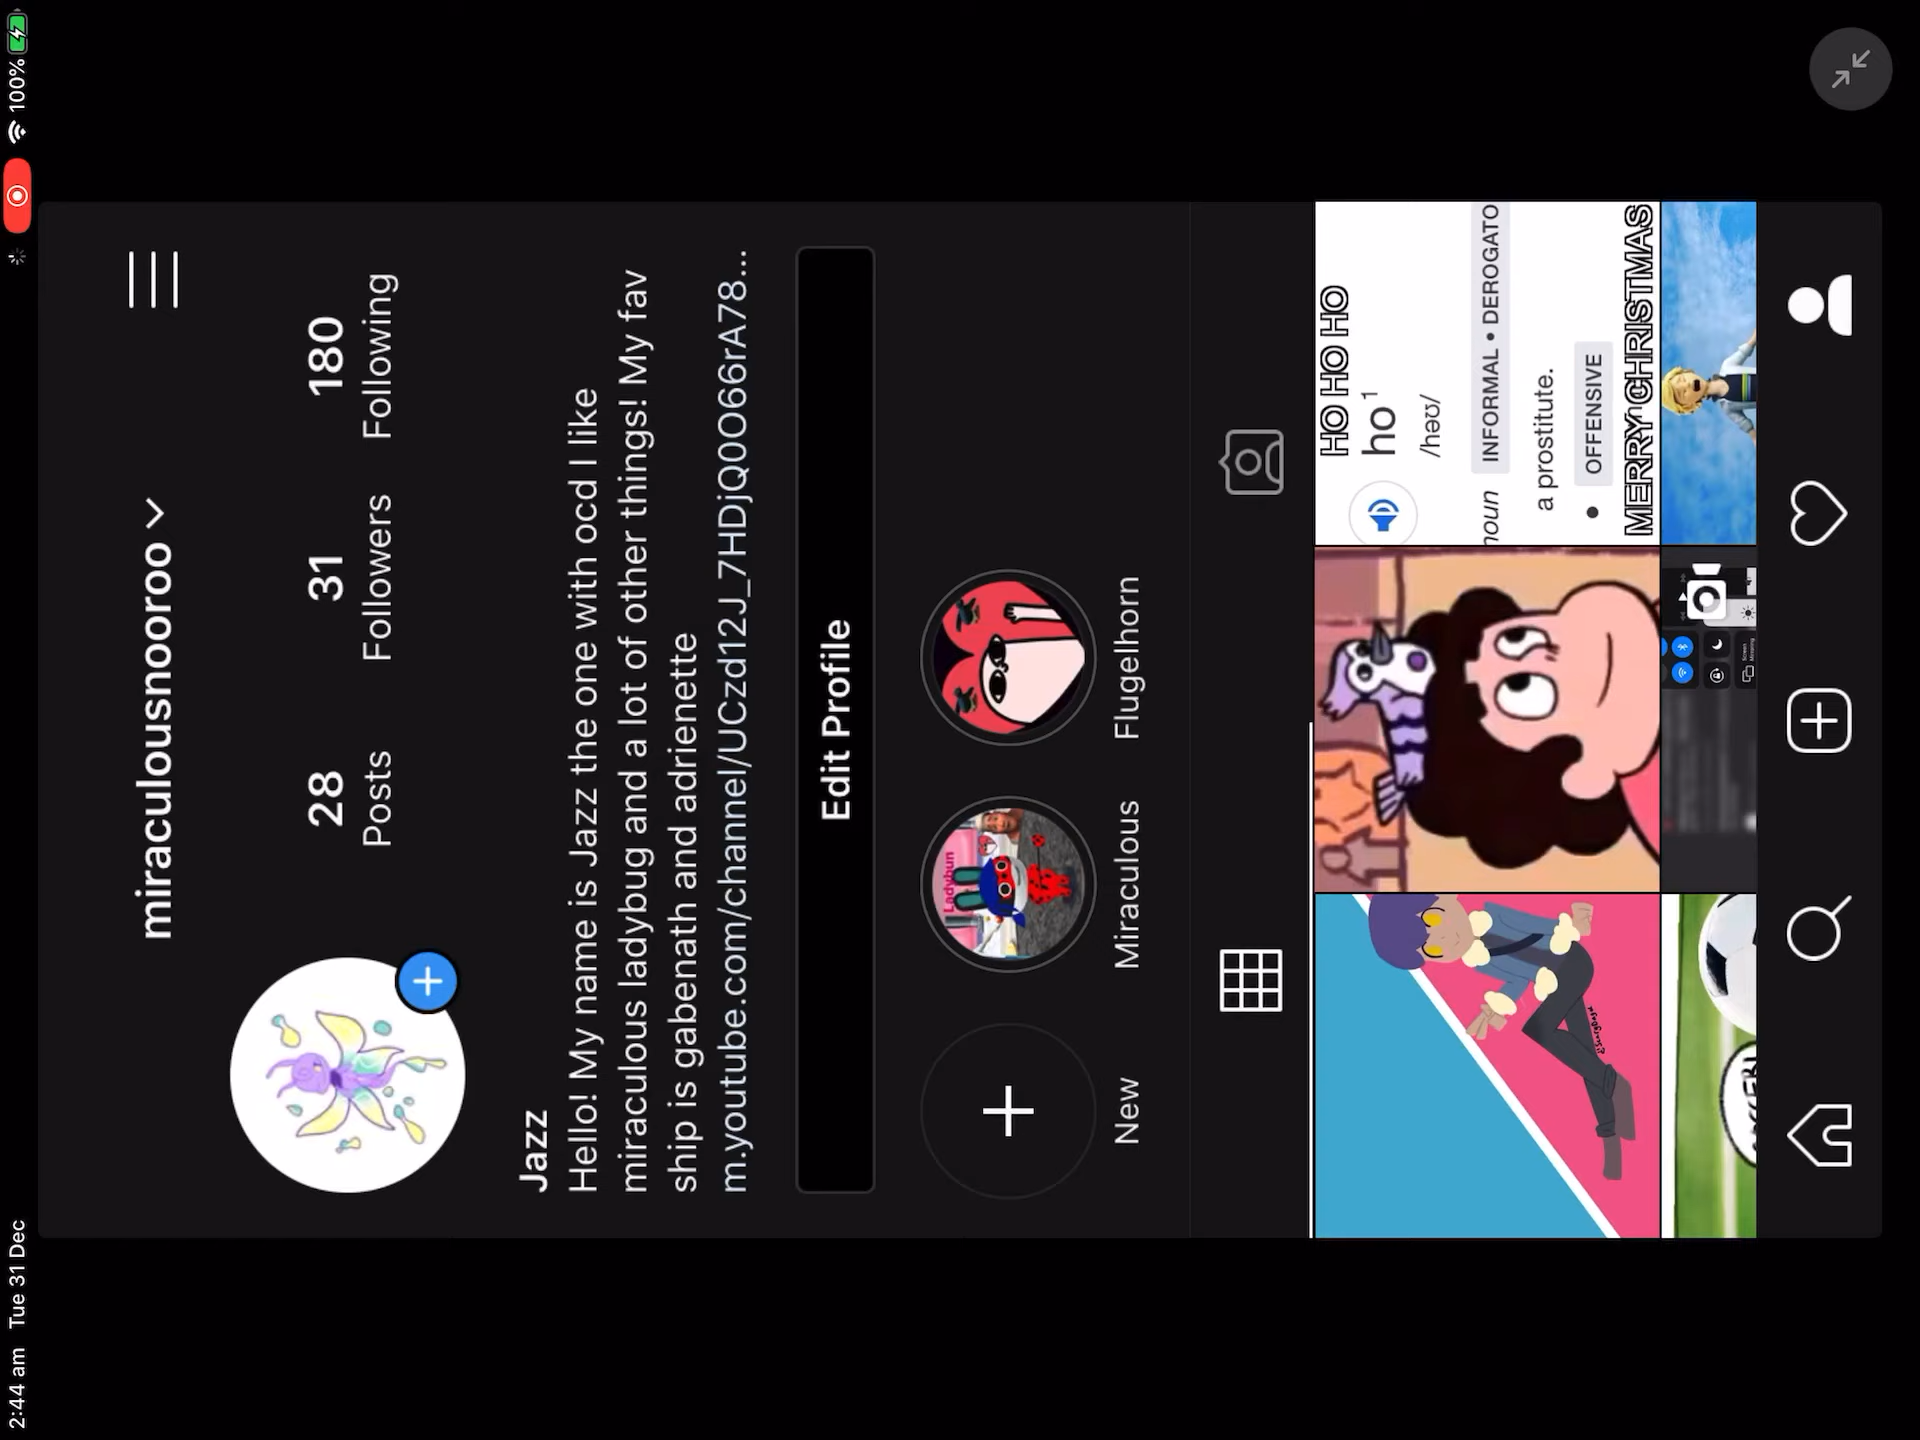 2:44 am Tue 31 Dec
100%
miraculousnooroo
28 31 180
Posts Followers Following
Jazz
Hello! My name is Jazz the one with ocd I like
miraculous ladybug and a lot of other things! My fav
ship is gabenath and adrienette
m.youtube.com/channel/UCzd12J_7HDjQ0O66rA78...
Edit Profile
Ladybun
New Miraculous Flugelhorn
HO HO HO
ho¹
/həʊ/
noun
INFORMAL • DEROGATO
a prostitute.
• OFFENSIVE
MERRY CHRISTMAS